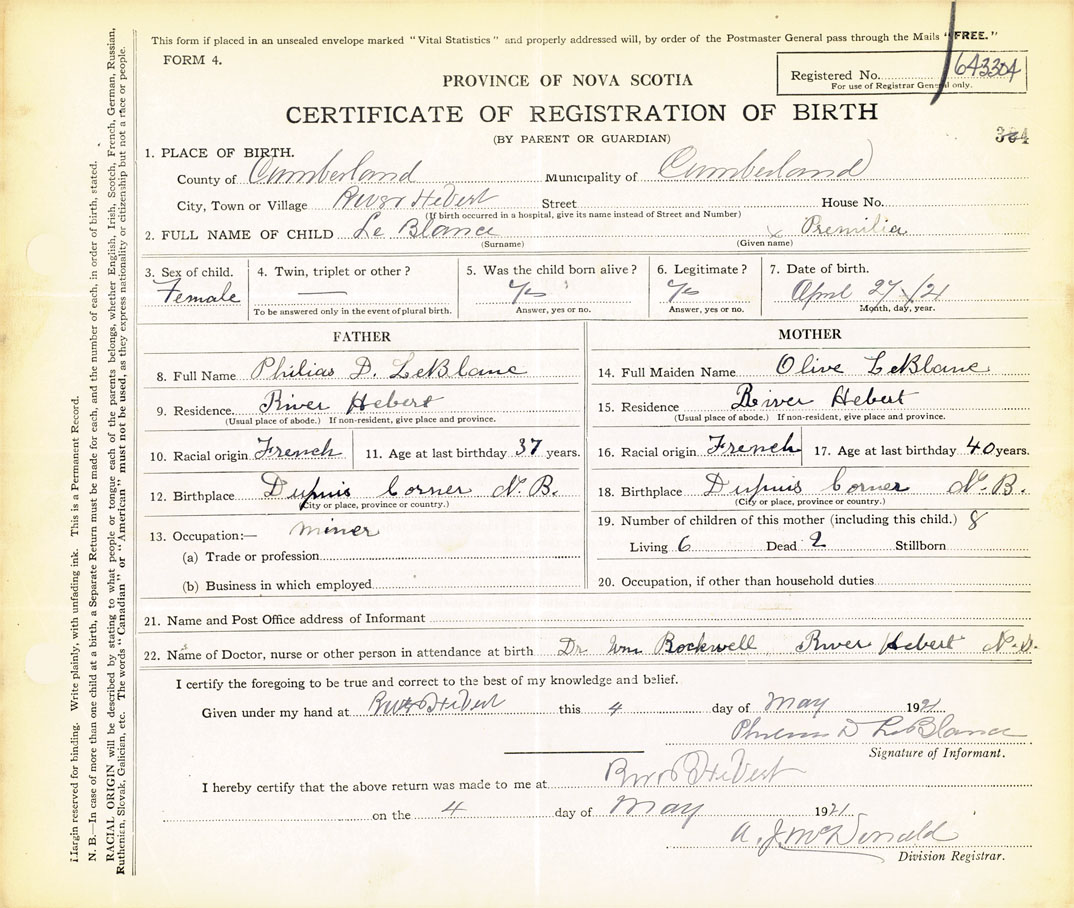 This form if placed in an unsealed envelope marked "Vital Statistics" and properly addressed will, by order of the Postmaster General pass through the Mails "FREE."
FORM 4.
Registered No. 643304
For use of Registrar General only.
PROVINCE OF NOVA SCOTIA
CERTIFICATE OF REGISTRATION OF BIRTH
(BY PARENT OR GUARDIAN)
1. PLACE OF BIRTH.
County of Cumberland Municipality of Cumberland
City, Town or Village River Hebert Street House No.
(If birth occurred in a hospital, give its name instead of Street and Number)
2. FULL NAME OF CHILD Le Blanc Premilia
(Surname) (Given name)
3. Sex of child. 4. Twin, triplet or other? 5. Was the child born alive? 6. Legitimate? 7. Date of birth.
Female — Yes Yes April 27/21
To be answered only in the event of plural birth. Answer, yes or no. Answer, yes or no. Month, day, year.
FATHER
8. Full Name Philias D. LeBlanc
9. Residence. River Hebert
(Usual place of abode.) If non-resident, give place and province.
10. Racial origin French 11. Age at last birthday 37 years.
12. Birthplace Dupuis Corner N.B.
(City or place, province or country.)
13. Occupation:— miner
(a) Trade or profession
(b) Business in which employed
MOTHER
14. Full Maiden Name Olive LeBlanc
15. Residence River Hebert
(Usual place of abode.) If non-resident, give place and province.
16. Racial origin French 17. Age at last birthday 40 years.
18. Birthplace Dupuis Corner N.B.
(City or place, province or country.)
19. Number of children of this mother (including this child.) 8
Living 6 Dead 2 Stillborn
20. Occupation, if other than household duties
21. Name and Post Office address of Informant
22. Name of Doctor, nurse or other person in attendance at birth Dr. Wm Rockwell River Hebert N.S.
I certify the foregoing to be true and correct to the best of my knowledge and belief.
Given under my hand at River Hebert this 4 day of May 1921
Philias D LeBlanc
Signature of Informant.
I hereby certify that the above return was made to me at River Hebert
on the 4 day of May 1921
A. J. McDonald
Division Registrar.
Margin reserved for binding. Write plainly, with unfading ink. This is a Permanent Record.
N. B.—In case of more than one child at a birth, a Separate Return must be made for each, and the number of each, in order of birth, stated.
RACIAL ORIGIN will be described by stating to what people or tongue each of the parents belongs, whether English, Irish, Scotch, French, German, Russian,
Ruthenian, Slovak, Galician, etc. The words "Canadian" or "American" must not be used, as they express nationality or citizenship but not a race or people.